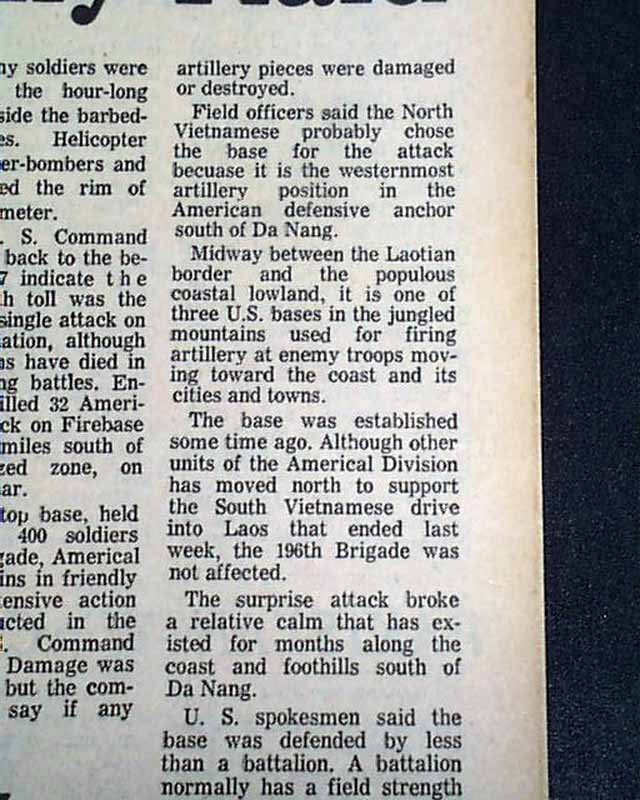 ny soldiers were
the hour-long
side the barbed-
es. Helicopter
er-bombers and
ed the rim of
meter.
. S. Command
back to the be-
7 indicate the
h toll was the
single attack on
ation, although
ns have died in
ng battles. En-
illed 32 Ameri-
ck on Firebase
miles south of
zed zone, on
ar.
top base, held
400 soldiers
gade, Americal
ins in friendly
ensive action
cted in the
. Command
Damage was
but the com-
say if any
artillery pieces were damaged
or destroyed.
Field officers said the North
Vietnamese probably chose
the base for the attack
becuase it is the westernmost
artillery position in the
American defensive anchor
south of Da Nang.
Midway between the Laotian
border and the populous
coastal lowland, it is one of
three U.S. bases in the jungled
mountains used for firing
artillery at enemy troops mov-
ing toward the coast and its
cities and towns.
The base was established
some time ago. Although other
units of the Americal Division
has moved north to support
the South Vietnamese drive
into Laos that ended last
week, the 196th Brigade was
not affected.
The surprise attack broke
a relative calm that has ex-
isted for months along the
coast and foothills south of
Da Nang.
U. S. spokesmen said the
base was defended by less
than a battalion. A battalion
normally has a field strength